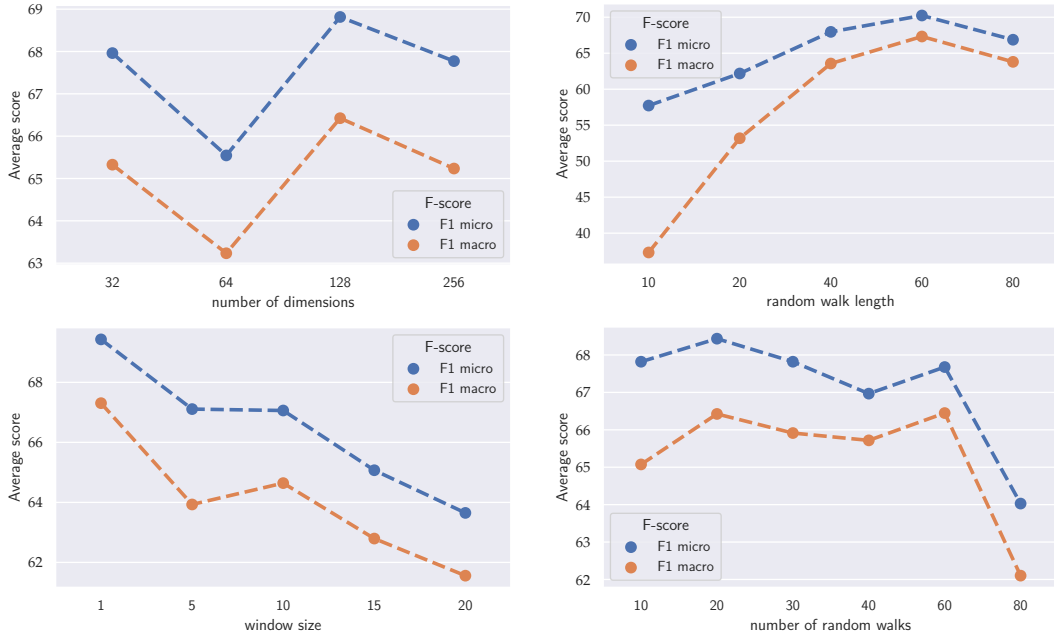 69
68
67
66
65
64
63
Average score
F-score
F1 micro
F1 macro
32 64 128 256
number of dimensions
70
65
60
55
50
45
40
Average score
F-score
F1 micro
F1 macro
10 20 40 60 80
random walk length
68
66
64
62
Average score
F-score
F1 micro
F1 macro
1 5 10 15 20
window size
68
67
66
65
64
62
Average score
F-score
F1 micro
F1 macro
10 20 30 40 60 80
number of random walks